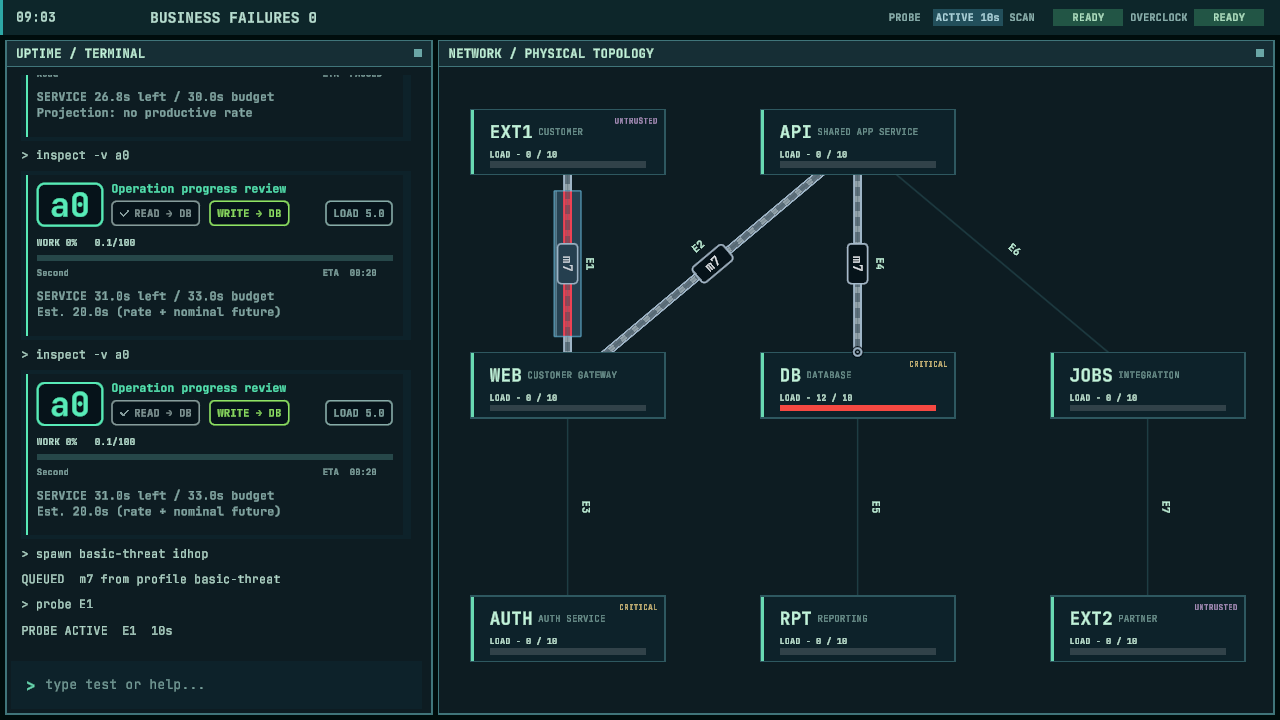 09:03
BUSINESS FAILURES 0
PROBE ACTIVE 10s SCAN READY OVERCLOCK READY
UPTIME / TERMINAL
SERVICE 26.8s left / 30.0s budget
Projection: no productive rate
> inspect -v a0
a0
Operation progress review
✓ READ → DB WRITE → DB LOAD 5.0
WORK 0% 0.1/100
Second ETA 00:20
SERVICE 31.0s left / 33.0s budget
Est. 20.0s (rate + nominal future)
> inspect -v a0
a0
Operation progress review
✓ READ → DB WRITE → DB LOAD 5.0
WORK 0% 0.1/100
Second ETA 00:20
SERVICE 31.0s left / 33.0s budget
Est. 20.0s (rate + nominal future)
> spawn basic-threat idhop
QUEUED m7 from profile basic-threat
> probe E1
PROBE ACTIVE E1 10s
> type test or help...
NETWORK / PHYSICAL TOPOLOGY
UNTRUSTED
EXT1 CUSTOMER
LOAD - 0 / 10
API SHARED APP SERVICE
LOAD - 0 / 10
m7
E1
m7
E2
m7
E4
E6
WEB CUSTOMER GATEWAY
LOAD - 0 / 10
CRITICAL
DB DATABASE
LOAD - 12 / 10
JOBS INTEGRATION
LOAD - 0 / 10
E3
E5
E7
CRITICAL
AUTH AUTH SERVICE
LOAD - 0 / 10
RPT REPORTING
LOAD - 0 / 10
UNTRUSTED
EXT2 PARTNER
LOAD - 0 / 10